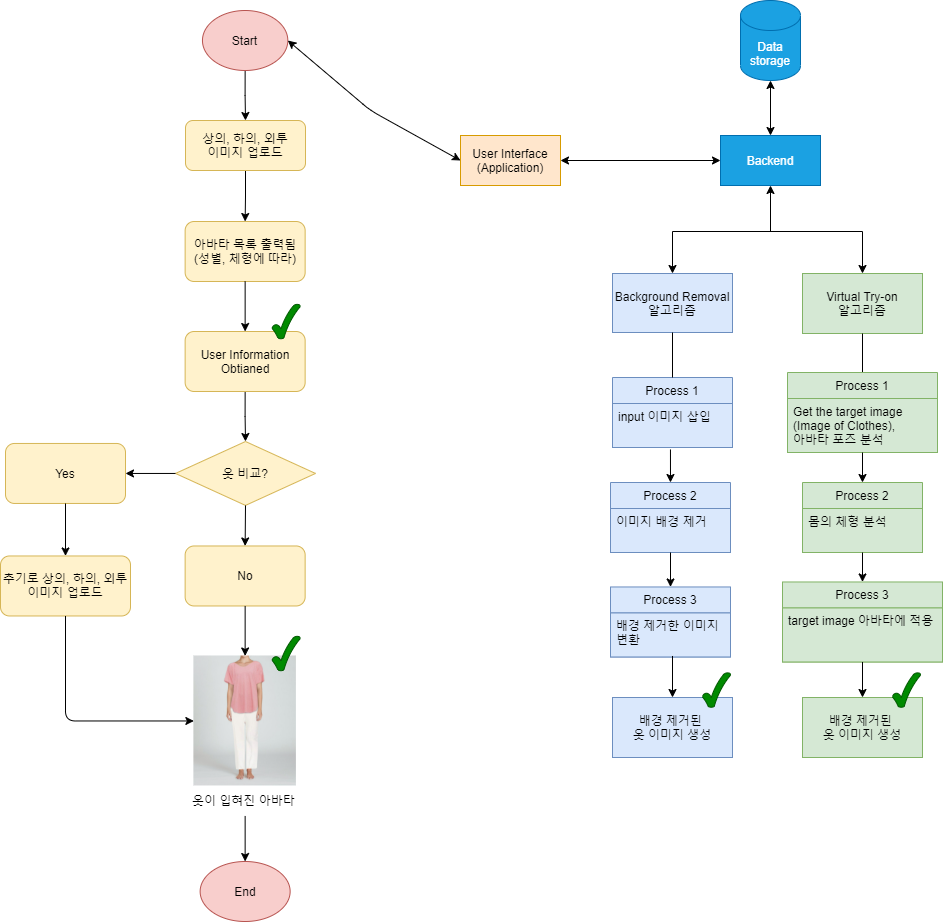 Start
상의, 하의, 외투
이미지 업로드
아바타 목록 출력됨
(성별, 체형에 따라)
User Information
Obtianed
옷 비교?
Yes
No
추기로 상의, 하의, 외투
이미지 업로드
옷이 입혀진 아바타
End
User Interface
(Application)
Data
storage
Backend
Background Removal
알고리즘
Process 1
input 이미지 삽입
Process 2
이미지 배경 제거
Process 3
배경 제거한 이미지
변환
배경 제거된
옷 이미지 생성
Virtual Try-on
알고리즘
Process 1
Get the target image
(Image of Clothes),
아바타 포즈 분석
Process 2
몸의 체형 분석
Process 3
target image 아바타에 적용
배경 제거된
옷 이미지 생성